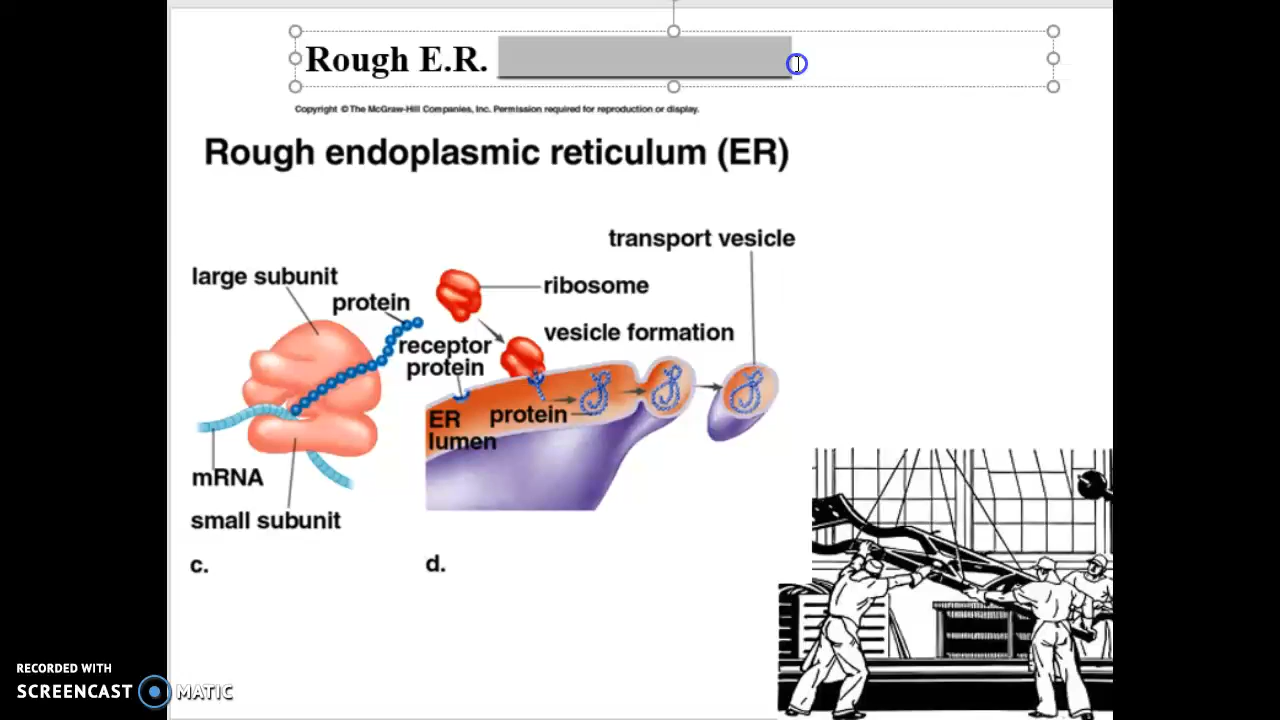 Rough E.R.
Copyright © The McGraw-Hill Companies, Inc. Permission required for reproduction or display.
Rough endoplasmic reticulum (ER)
transport vesicle
large subunit
ribosome
protein
vesicle formation
receptor
protein
ER
lumen
protein
mRNA
small subunit
c.
d.
RECORDED WITH
SCREENCAST MATIC